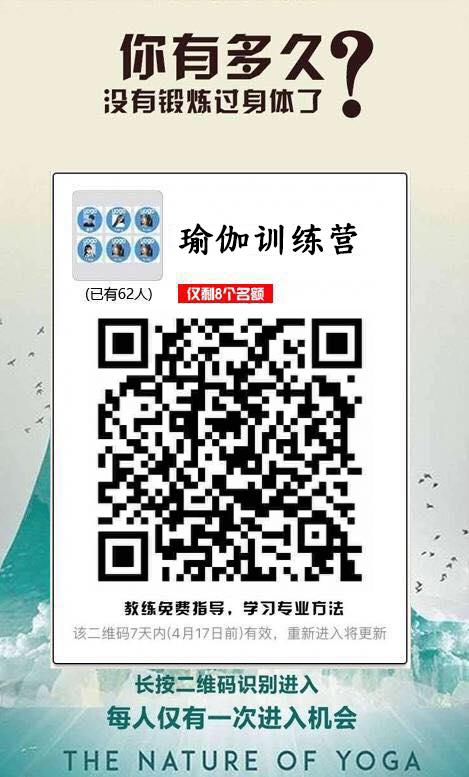 你有多久?
没有锻炼过身体了
瑜伽训练营
(已有62人)
仅剩8个名额
教练免费指导，学习专业方法
该二维码7天内(4月17日前)有效，重新进入将更新
长按二维码识别进入
每人仅有一次进入机会
THE NATURE OF YOGA